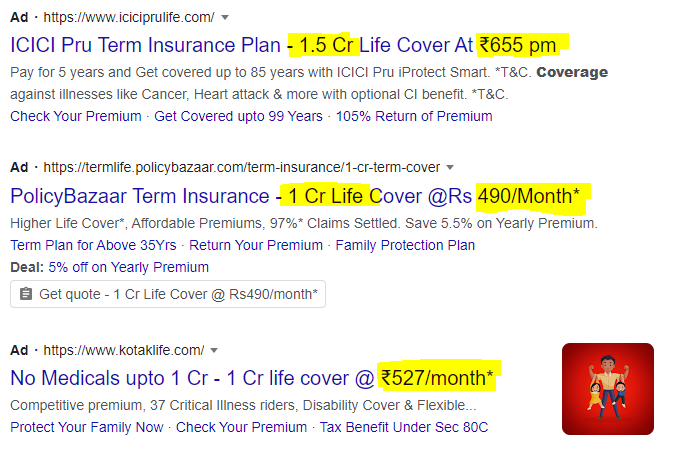 Ad · https://www.iciciprulife.com/
ICICI Pru Term Insurance Plan - 1.5 Cr Life Cover At ₹655 pm
Pay for 5 years and Get covered up to 85 years with ICICI Pru iProtect Smart. *T&C. Coverage
against illnesses like Cancer, Heart attack & more with optional CI benefit. *T&C.
Check Your Premium · Get Covered upto 99 Years · 105% Return of Premium
Ad · https://termlife.policybazaar.com/term-insurance/1-cr-term-cover
PolicyBazaar Term Insurance - 1 Cr Life Cover @Rs 490/Month*
Higher Life Cover*, Affordable Premiums, 97%* Claims Settled. Save 5.5% on Yearly Premium.
Term Plan for Above 35Yrs · Return Your Premium · Family Protection Plan
Deal: 5% off on Yearly Premium
Get quote - 1 Cr Life Cover @ Rs490/month*
Ad · https://www.kotaklife.com/
No Medicals upto 1 Cr - 1 Cr life cover @ ₹527/month*
Competitive premium, 37 Critical Illness riders, Disability Cover & Flexible...
Protect Your Family Now · Check Your Premium · Tax Benefit Under Sec 80C